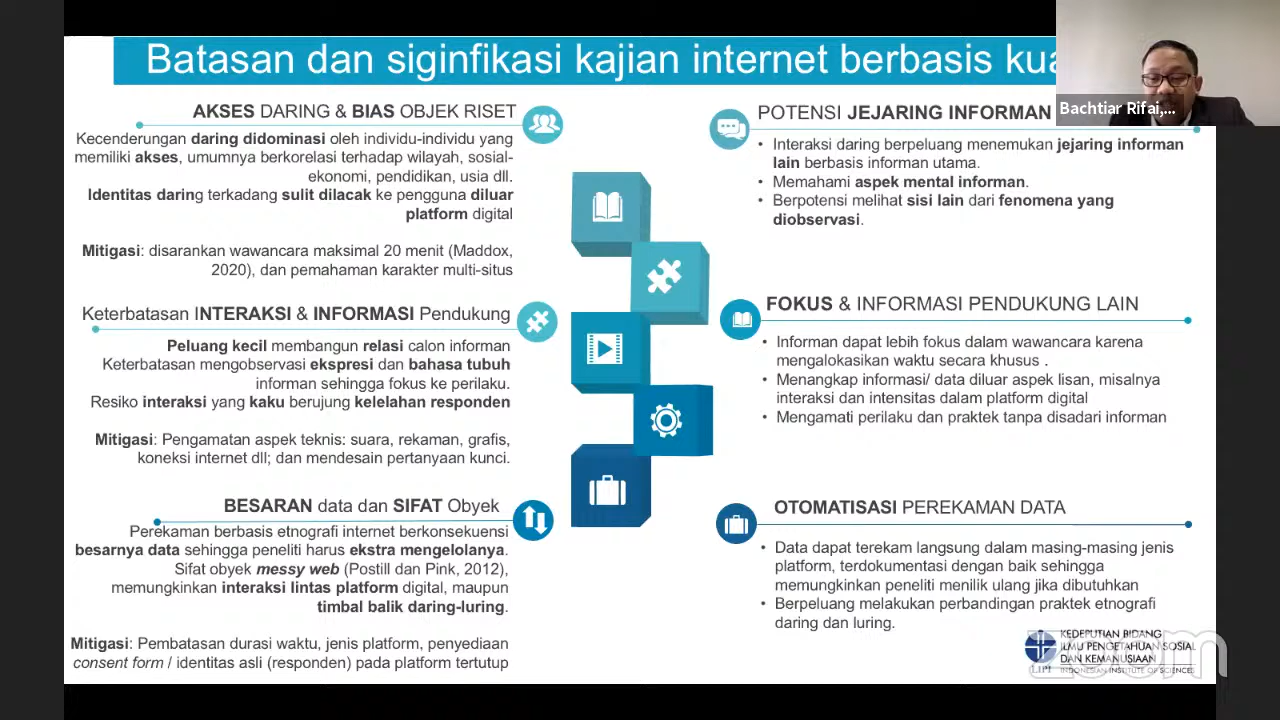 Batasan dan siginfikasi kajian internet berbasis
Bachtiar Rifai,...
AKSES DARING & BIAS OBJEK RISET
Kecenderungan daring didominasi oleh individu-individu yang
memiliki akses, umumnya berkorelasi terhadap wilayah, sosial-
ekonomi, pendidikan, usia dll.
Identitas daring terkadang sulit dilacak ke pengguna diluar
platform digital
Mitigasi: disarankan wawancara maksimal 20 menit (Maddox,
2020), dan pemahaman karakter multi-situs
Keterbatasan INTERAKSI & INFORMASI Pendukung
Peluang kecil membangun relasi calon informan
Keterbatasan mengobservasi ekspresi dan bahasa tubuh
informan sehingga fokus ke perilaku.
Resiko interaksi yang kaku berujung kelelahan responden
Mitigasi: Pengamatan aspek teknis: suara, rekaman, grafis,
koneksi internet dll; dan mendesain pertanyaan kunci.
BESARAN data dan SIFAT Obyek
Perekaman berbasis etnografi internet berkonsekuensi
besarnya data sehingga peneliti harus ekstra mengelolanya.
Sifat obyek messy web (Postill dan Pink, 2012),
memungkinkan interaksi lintas platform digital, maupun
timbal balik daring-luring.
Mitigasi: Pembatasan durasi waktu, jenis platform, penyediaan
consent form / identitas asli (responden) pada platform tertutup
POTENSI JEJARING INFORMAN
• Interaksi daring berpeluang menemukan jejaring informan
lain berbasis informan utama.
• Memahami aspek mental informan.
• Berpotensi melihat sisi lain dari fenomena yang
diobservasi.
FOKUS & INFORMASI PENDUKUNG LAIN
• Informan dapat lebih fokus dalam wawancara karena
mengalokasikan waktu secara khusus .
• Menangkap informasi/ data diluar aspek lisan, misalnya
interaksi dan intensitas dalam platform digital
• Mengamati perilaku dan praktek tanpa disadari informan
OTOMATISASI PEREKAMAN DATA
• Data dapat terekam langsung dalam masing-masing jenis
platform, terdokumentasi dengan baik sehingga
memungkinkan peneliti menilik ulang jika dibutuhkan
• Berpeluang melakukan perbandingan praktek etnografi
daring dan luring.
KEDEPUTIAN BIDANG
ILMU PENGETAHUAN SOSIAL
DAN KEMANUSIAAN
INDONESIAN INSTITUTE OF SCIENCES
LIPI
zoom